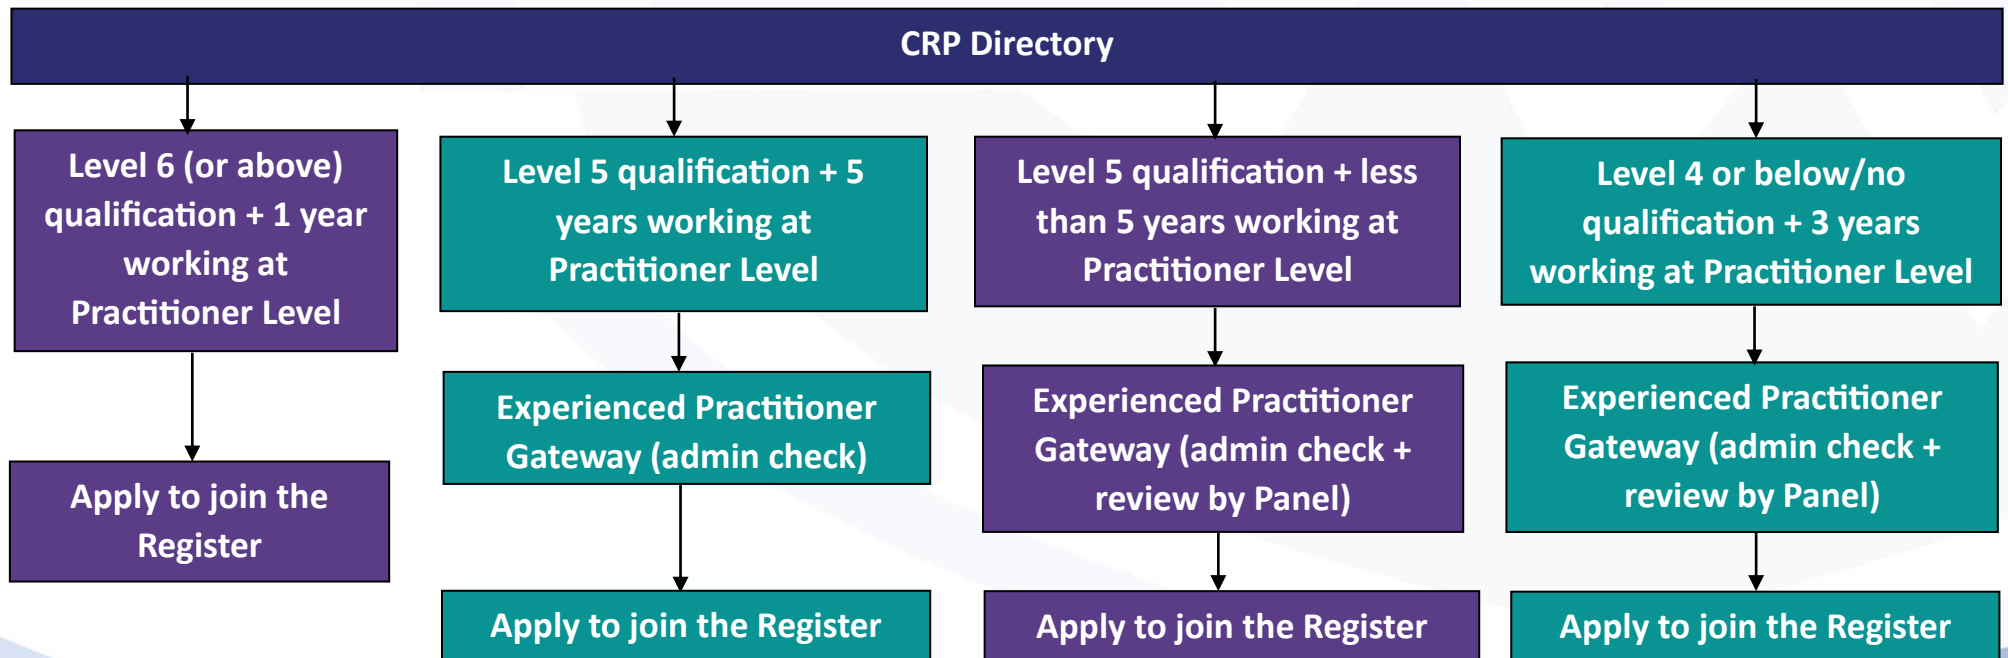 CRP Directory
Level 6 (or above)
qualification + 1 year
working at
Practitioner Level
Apply to join the
Register
Level 5 qualification + 5
years working at
Practitioner Level
Experienced Practitioner
Gateway (admin check)
Apply to join the Register
Level 5 qualification + less
than 5 years working at
Practitioner Level
Experienced Practitioner
Gateway (admin check +
review by Panel)
Apply to join the Register
Level 4 or below/no
qualification + 3 years
working at Practitioner Level
Experienced Practitioner
Gateway (admin check +
review by Panel)
Apply to join the Register